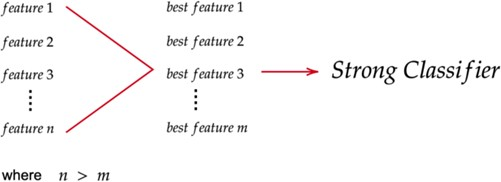 feature 1
feature 2
feature 3
feature n
best feature 1
best feature 2
best feature 3
best feature m
Strong Classifier
where n > m